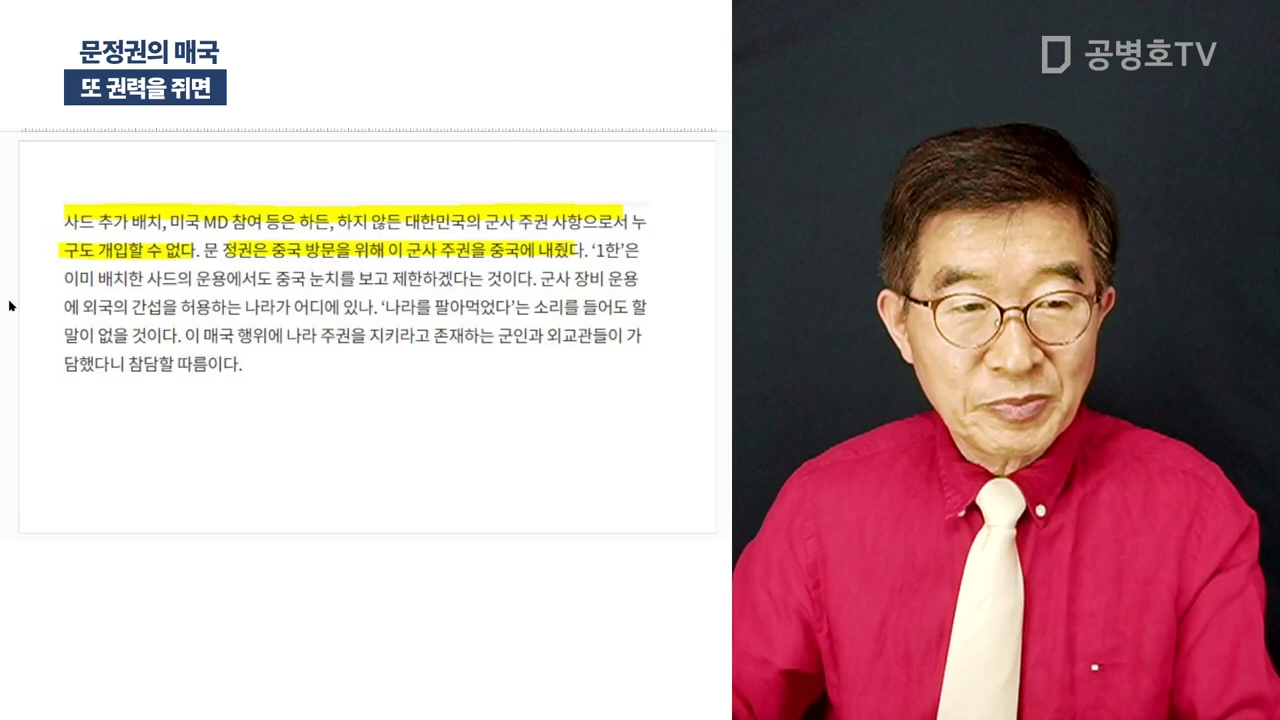 문정권의 매국
또 권력을 쥐면
공병호TV
사드 추가 배치, 미국 MD 참여 등은 하든, 하지 않든 대한민국의 군사 주권 사항으로서 누
구도 개입할 수 없다. 문 정권은 중국 방문을 위해 이 군사 주권을 중국에 내줬다. ‘1한’은
이미 배치한 사드의 운용에서도 중국 눈치를 보고 제한하겠다는 것이다. 군사 장비 운용
에 외국의 간섭을 허용하는 나라가 어디에 있나. ‘나라를 팔아먹었다’는 소리를 들어도 할
말이 없을 것이다. 이 매국 행위에 나라 주권을 지키라고 존재하는 군인과 외교관들이 가
담했다니 참담할 따름이다.